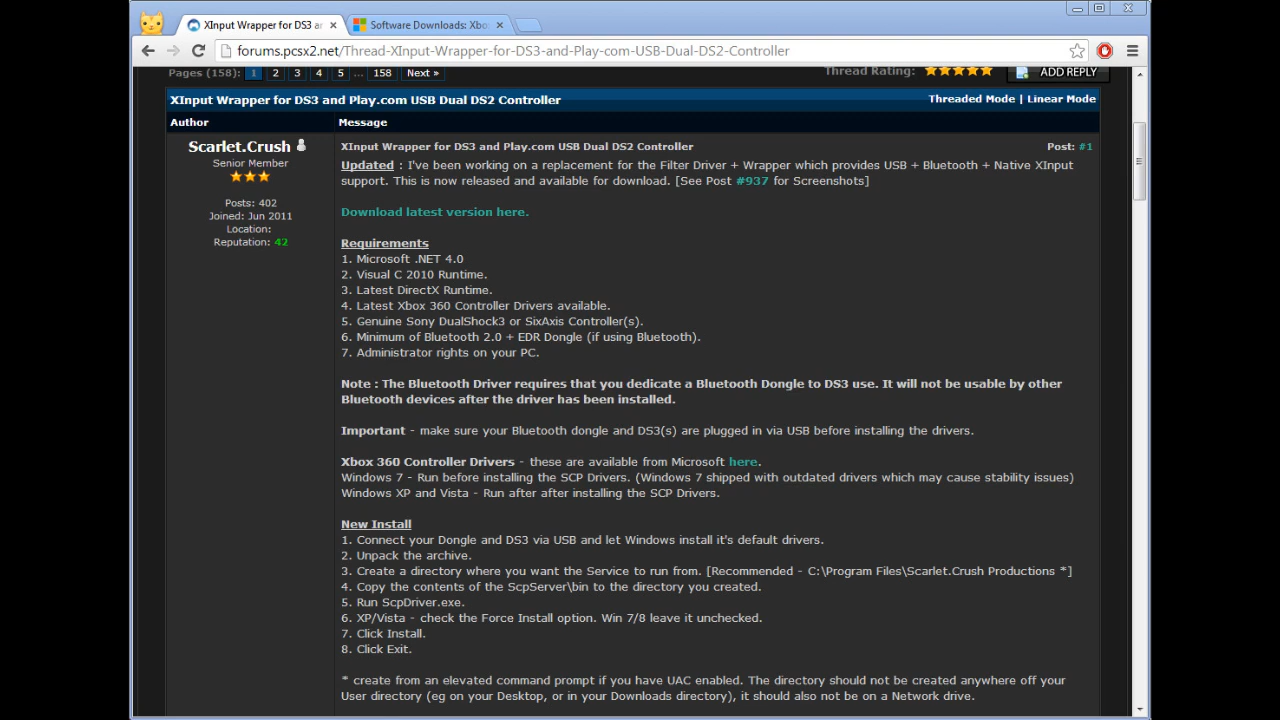 XInput Wrapper for DS3 ar
Software Downloads: Xbo
forums.pcsx2.net/Thread-XInput-Wrapper-for-DS3-and-Play-com-USB-Dual-DS2-Controller
Pages (158): 1 2 3 4 5 ... 158 Next »
Thread Rating:
ADD REPLY
XInput Wrapper for DS3 and Play.com USB Dual DS2 Controller
Threaded Mode | Linear Mode
Author
Message
Scarlet.Crush
Senior Member
Posts: 402
Joined: Jun 2011
Location:
Reputation: 42
XInput Wrapper for DS3 and Play.com USB Dual DS2 Controller
Post: #1
Updated : I've been working on a replacement for the Filter Driver + Wrapper which provides USB + Bluetooth + Native XInput
support. This is now released and available for download. [See Post #937 for Screenshots]
Download latest version here.
Requirements
1. Microsoft .NET 4.0
2. Visual C 2010 Runtime.
3. Latest DirectX Runtime.
4. Latest Xbox 360 Controller Drivers available.
5. Genuine Sony DualShock3 or SixAxis Controller(s).
6. Minimum of Bluetooth 2.0 + EDR Dongle (if using Bluetooth).
7. Administrator rights on your PC.
Note : The Bluetooth Driver requires that you dedicate a Bluetooth Dongle to DS3 use. It will not be usable by other
Bluetooth devices after the driver has been installed.
Important - make sure your Bluetooth dongle and DS3(s) are plugged in via USB before installing the drivers.
Xbox 360 Controller Drivers - these are available from Microsoft here.
Windows 7 - Run before installing the SCP Drivers. (Windows 7 shipped with outdated drivers which may cause stability issues)
Windows XP and Vista - Run after after installing the SCP Drivers.
New Install
1. Connect your Dongle and DS3 via USB and let Windows install it's default drivers.
2. Unpack the archive.
3. Create a directory where you want the Service to run from. [Recommended - C:\Program Files\Scarlet.Crush Productions *]
4. Copy the contents of the ScpServer\bin to the directory you created.
5. Run ScpDriver.exe.
6. XP/Vista - check the Force Install option. Win 7/8 leave it unchecked.
7. Click Install.
8. Click Exit.
* create from an elevated command prompt if you have UAC enabled. The directory should not be created anywhere off your
User directory (eg on your Desktop, or in your Downloads directory), it should also not be on a Network drive.